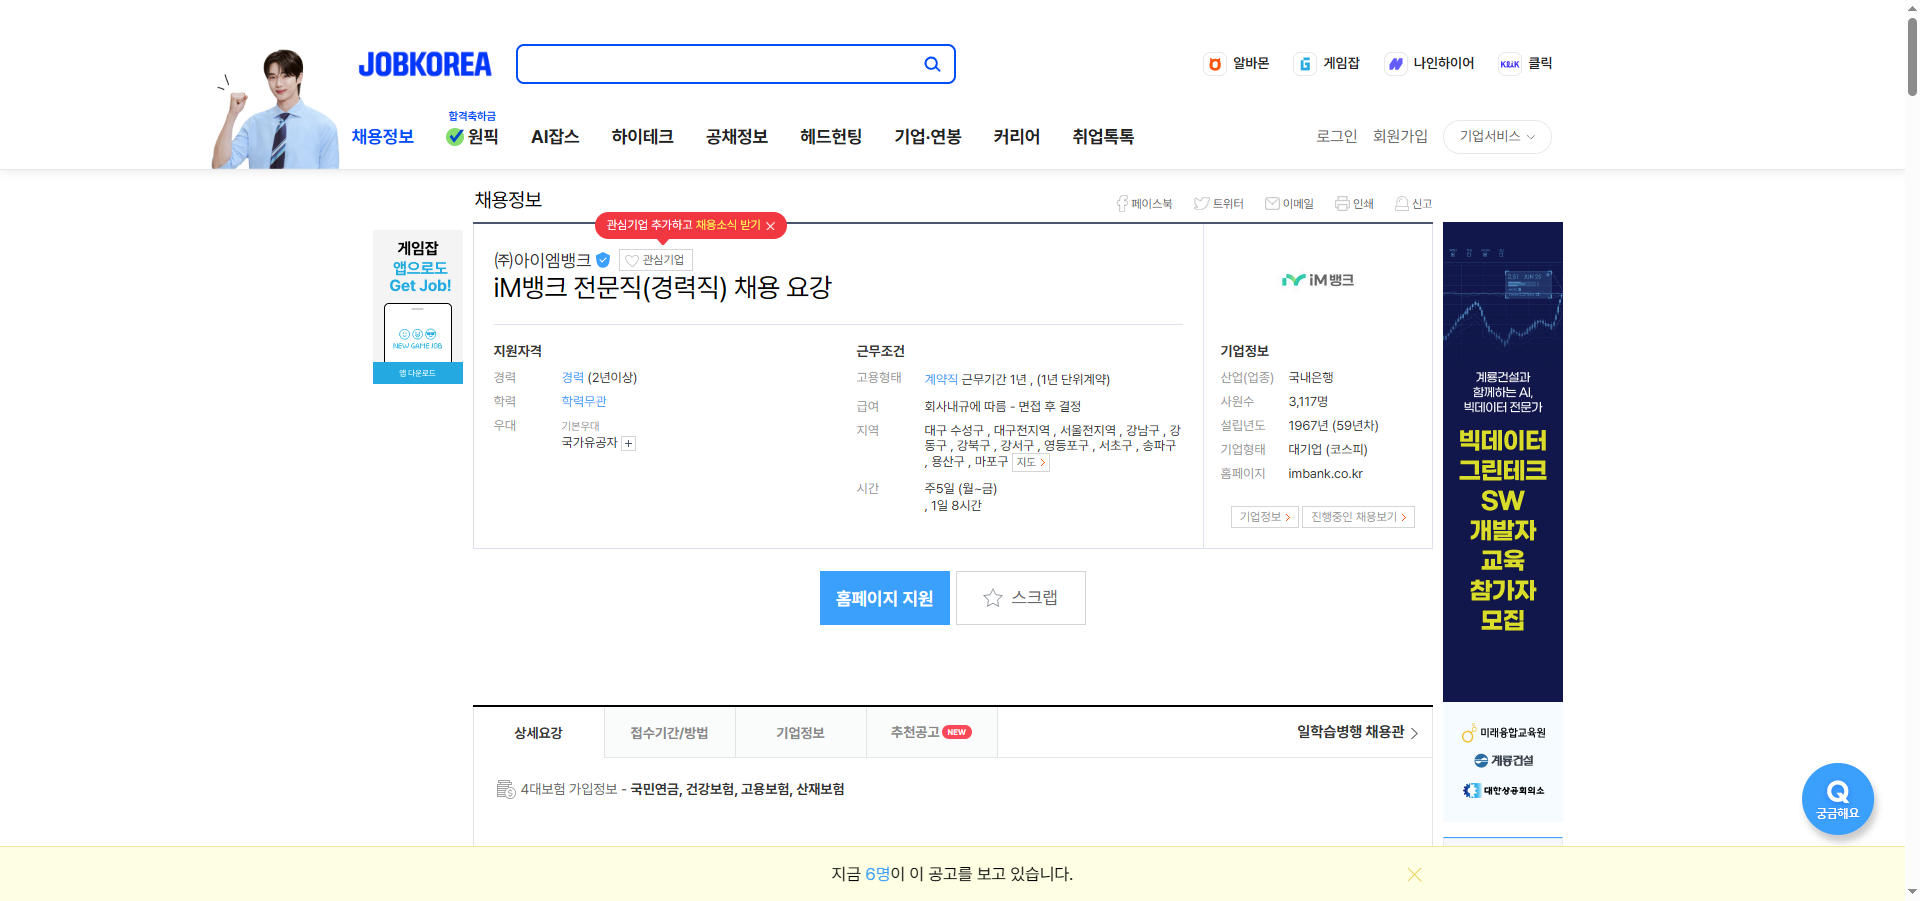 JOBKOREA
알바몬
게임잡
나인하이어
KLiK 클릭
합격축하금
채용정보
원픽
AI잡스
하이테크
공채정보
헤드헌팅
기업·연봉
커리어
취업톡톡
로그인
회원가입
기업서비스
채용정보
페이스북
트위터
이메일
인쇄
신고
관심기업 추가하고 채용소식 받기
게임잡
앱으로도
Get Job!
NEW GAME JOB
앱 다운로드
㈜아이엠뱅크
관심기업
iM뱅크 전문직(경력직) 채용 요강
지원자격
경력 경력 (2년이상)
학력 학력무관
우대 기본우대
국가유공자
근무조건
고용형태 계약직 근무기간 1년 , (1년 단위계약)
급여 회사내규에 따름 - 면접 후 결정
지역 대구 수성구 , 대구전지역 , 서울전지역 , 강남구 , 강
동구 , 강북구 , 강서구 , 영등포구 , 서초구 , 송파구
, 용산구 , 마포구 지도
시간 주5일 (월~금)
, 1일 8시간
iM뱅크
기업정보
산업(업종) 국내은행
사원수 3,117명
설립년도 1967년 (59년차)
기업형태 대기업 (코스피)
홈페이지 imbank.co.kr
기업정보
진행중인 채용보기
홈페이지 지원
스크랩
계룡건설과
함께하는 AI,
빅데이터 전문가
빅데이터
그린테크
SW
개발자
교육
참가자
모집
미래융합교육원
계룡건설
대한상공회의소
상세요강
접수기간/방법
기업정보
추천공고 NEW
일학습병행 채용관
4대보험 가입정보 - 국민연금, 건강보험, 고용보험, 산재보험
Q
궁금해요
지금 6명이 이 공고를 보고 있습니다.